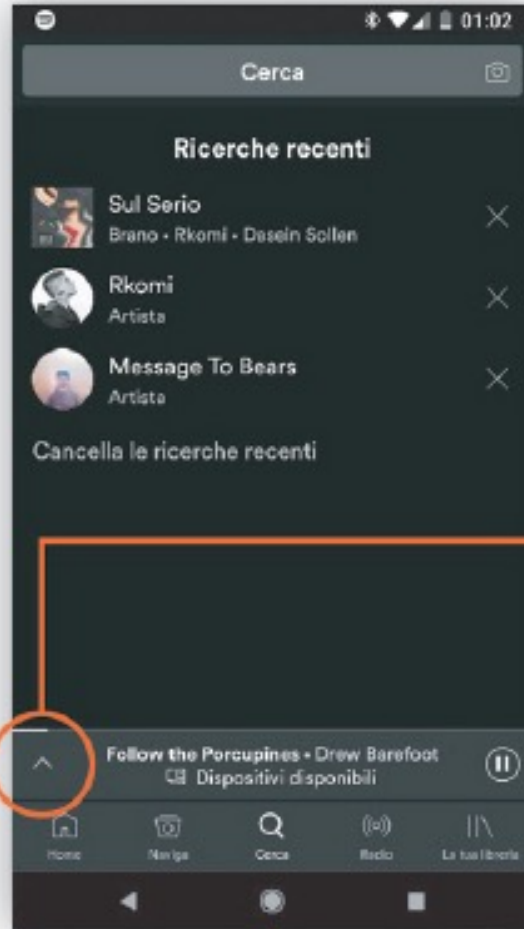 01:02
Cerca
Ricerche recenti
Sul Serio
Brano • Rkomi • Dasein Sollen
Rkomi
Artista
Message To Bears
Artista
Cancella le ricerche recenti
Follow the Porcupines • Drew Barefoot
Dispositivi disponibili
Home Naviga Cerca Radio La tua libreria